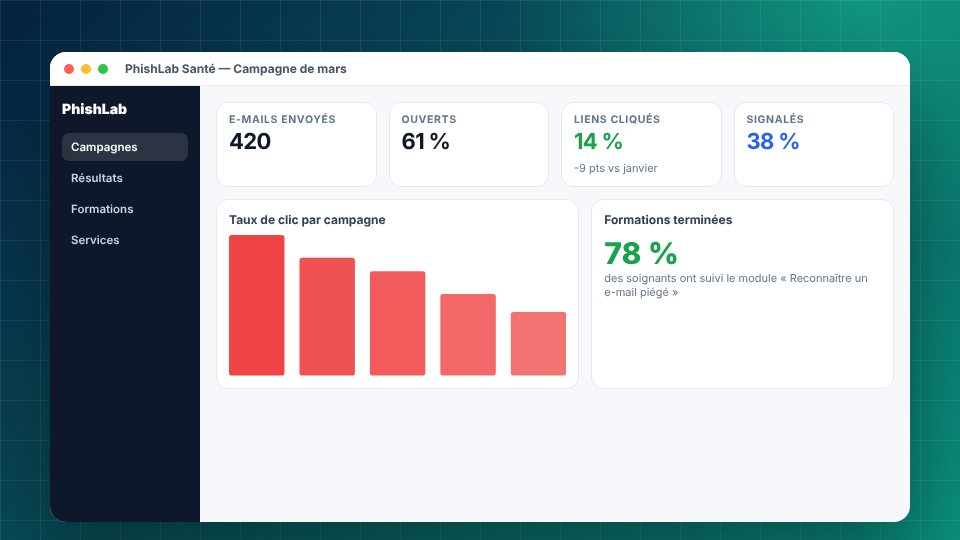 PhishLab Santé — Campagne de mars
PhishLab
Campagnes
Résultats
Formations
Services
E-MAILS ENVOYÉS
420
OUVERTS
61 %
LIENS CLIQUÉS
14 %
-9 pts vs janvier
SIGNALÉS
38 %
Taux de clic par campagne
Formations terminées
78 %
des soignants ont suivi le module « Reconnaître un
e-mail piégé »